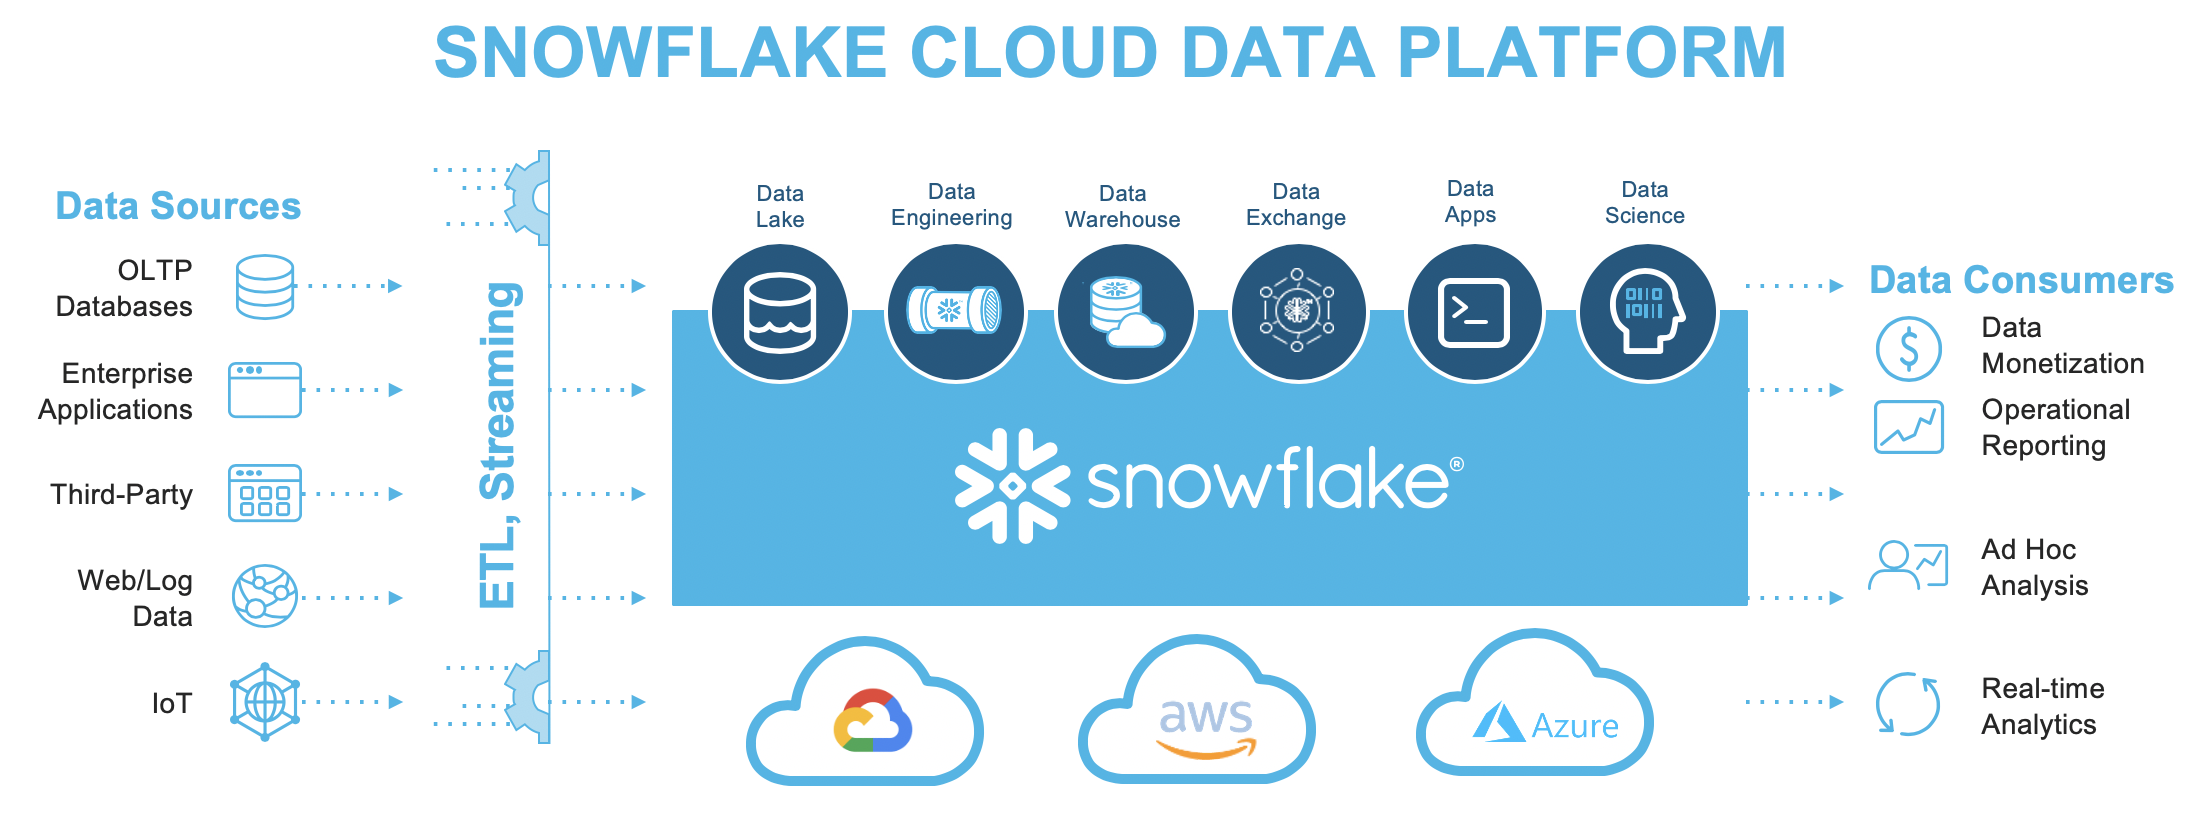 SNOWFLAKE CLOUD DATA PLATFORM
Data Sources
OLTP
Databases
Enterprise
Applications
Third-Party
Web/Log
Data
IoT
ETL, Streaming
Data
Lake
Data
Engineering
Data
Warehouse
Data
Exchange
Data
Apps
Data
Science
snowflake®
aws
Azure
Data Consumers
Data
Monetization
Operational
Reporting
Ad Hoc
Analysis
Real-time
Analytics